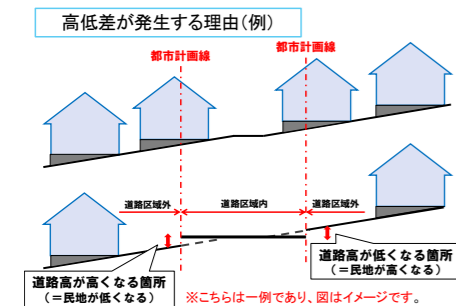 高低差が発生する理由(例)
都市計画線
都市計画線
道路区域外
道路区域内
道路区域外
道路高が高くなる箇所
(=民地が低くなる)
道路高が低くなる箇所
(=民地が高くなる)
※こちらは一例であり、図はイメージです。